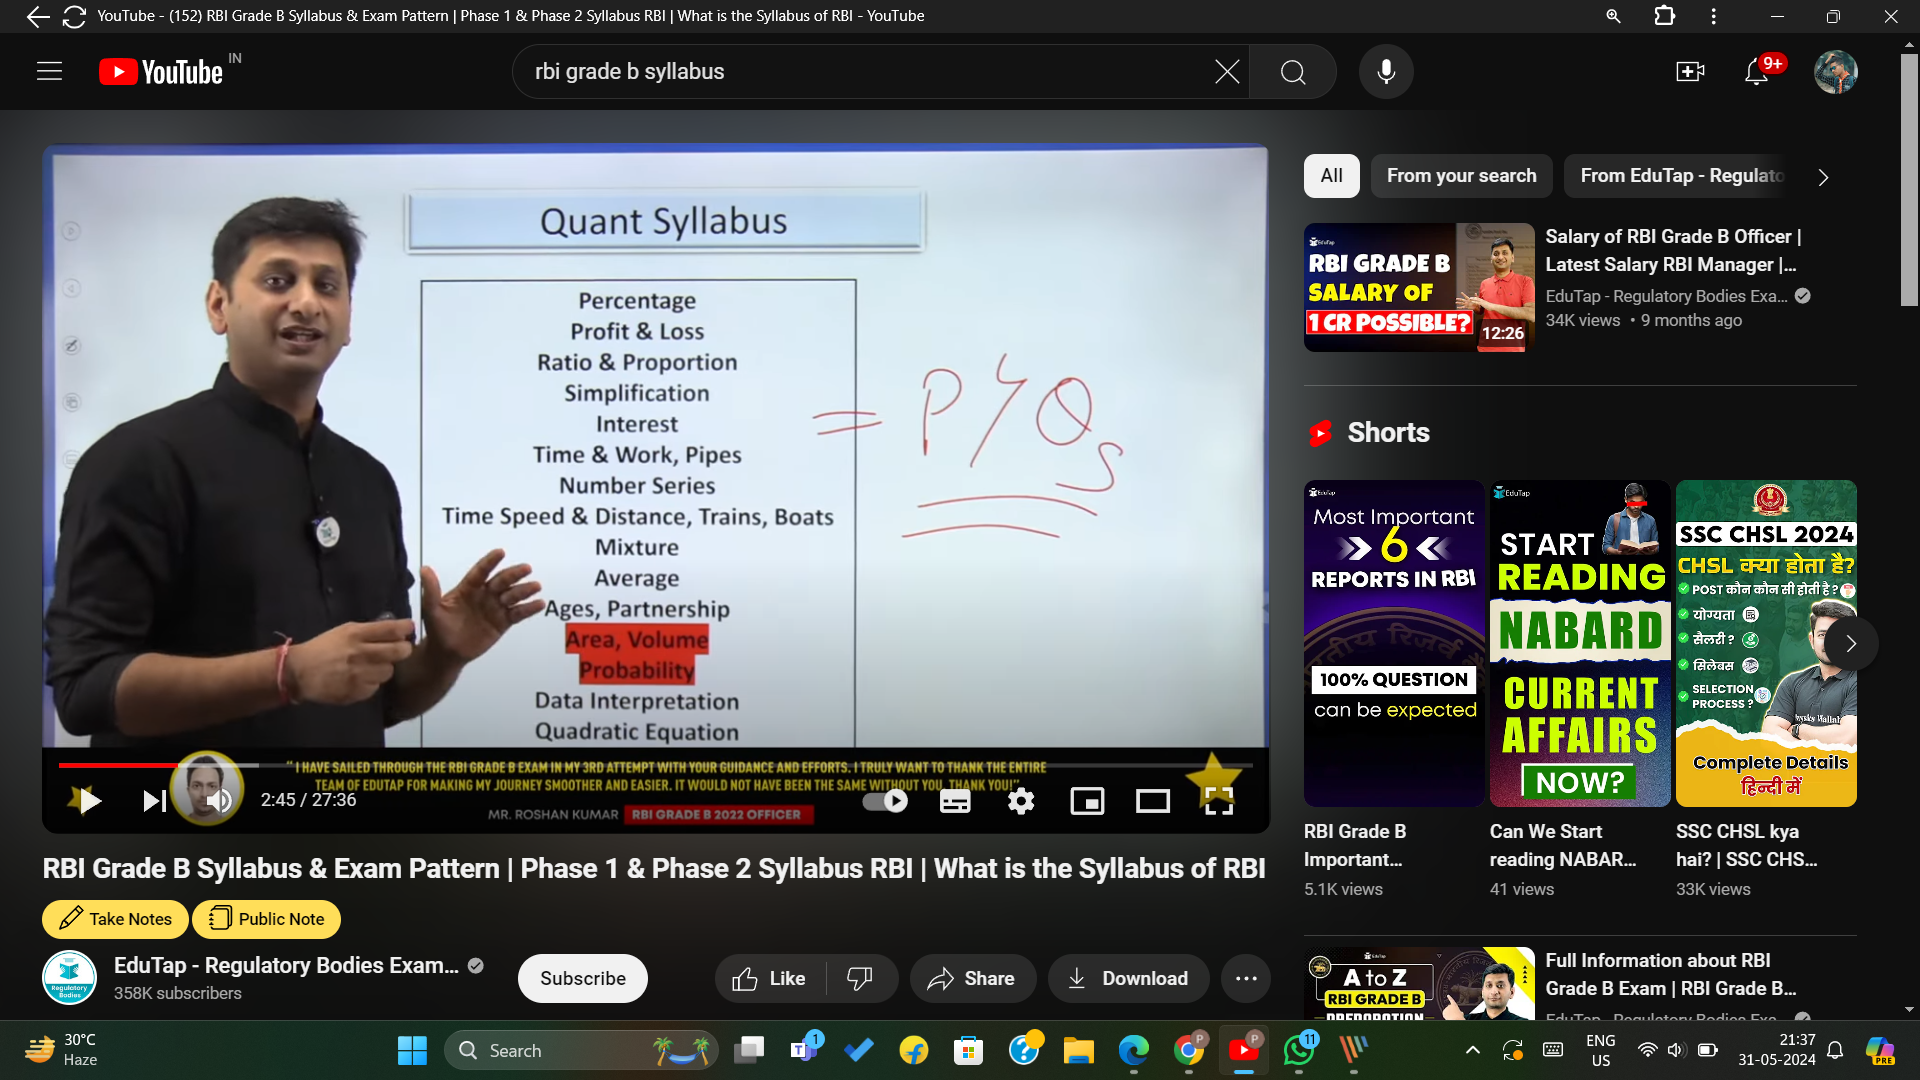 YouTube - (152) RBI Grade B Syllabus & Exam Pattern | Phase 1 & Phase 2 Syllabus RBI | What is the Syllabus of RBI - YouTube
YouTube IN
rbi grade b syllabus
9+
Quant Syllabus
Percentage
Profit & Loss
Ratio & Proportion
Simplification
Interest
Time & Work, Pipes
Number Series
Time Speed & Distance, Trains, Boats
Mixture
Average
Ages, Partnership
Area, Volume
Probability
Data Interpretation
Quadratic Equation
= PYQs
“ I HAVE SAILED THROUGH THE RBI GRADE B EXAM IN MY 3RD ATTEMPT WITH YOUR GUIDANCE AND EFFORTS. I TRULY WANT TO THANK THE ENTIRE
TEAM OF EDUTAP FOR MAKING MY JOURNEY SMOOTHER AND EASIER. IT WOULD NOT HAVE BEEN THE SAME WITHOUT YOU. THANK YOU!”
2:45 / 27:36
MR. ROSHAN KUMAR RBI GRADE B 2022 OFFICER
RBI Grade B Syllabus & Exam Pattern | Phase 1 & Phase 2 Syllabus RBI | What is the Syllabus of RBI
Take Notes
Public Note
EduTap - Regulatory Bodies Exam...
358K subscribers
Regulatory
Bodies
Subscribe
Like
Share
Download
All
From your search
From EduTap - Regulato
EduTap
RBI GRADE B
SALARY OF
1 CR POSSIBLE?
12:26
Salary of RBI Grade B Officer |
Latest Salary RBI Manager |...
EduTap - Regulatory Bodies Exa...
34K views • 9 months ago
Shorts
EduTap
Most Important
6
REPORTS IN RBI
100% QUESTION
can be expected
RBI Grade B
Important...
5.1K views
EduTap
START
READING
NABARD
CURRENT
AFFAIRS
NOW?
Can We Start
reading NABAR...
41 views
SSC CHSL 2024
CHSL क्या होता है?
POST कौन कौन सी होती है ?
योग्यता
सैलरी ?
सिलेबस
SELECTION
PROCESS ?
Complete Details
हिन्दी में
SSC CHSL kya
hai? | SSC CHS...
33K views
EduTap
A to Z
RBI GRADE B
PREPARATION
Full Information about RBI
Grade B Exam | RBI Grade B...
EduTap - Regulatory Bodies Exa...
30°C
Haze
Search
1
P
P
11
ENG
US
21:37
31-05-2024
PRE